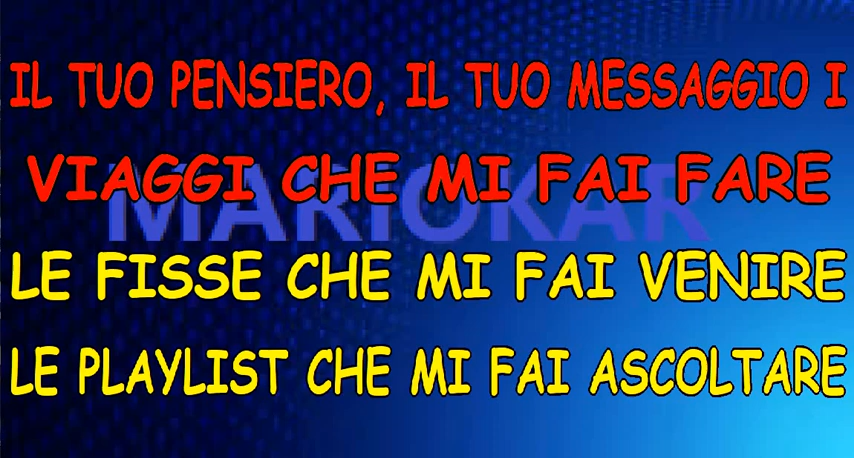 IL TUO PENSIERO, IL TUO MESSAGGIO I
VIAGGI CHE MI FAI FARE
MARIOKAR
LE FISSE CHE MI FAI VENIRE
LE PLAYLIST CHE MI FAI ASCOLTARE